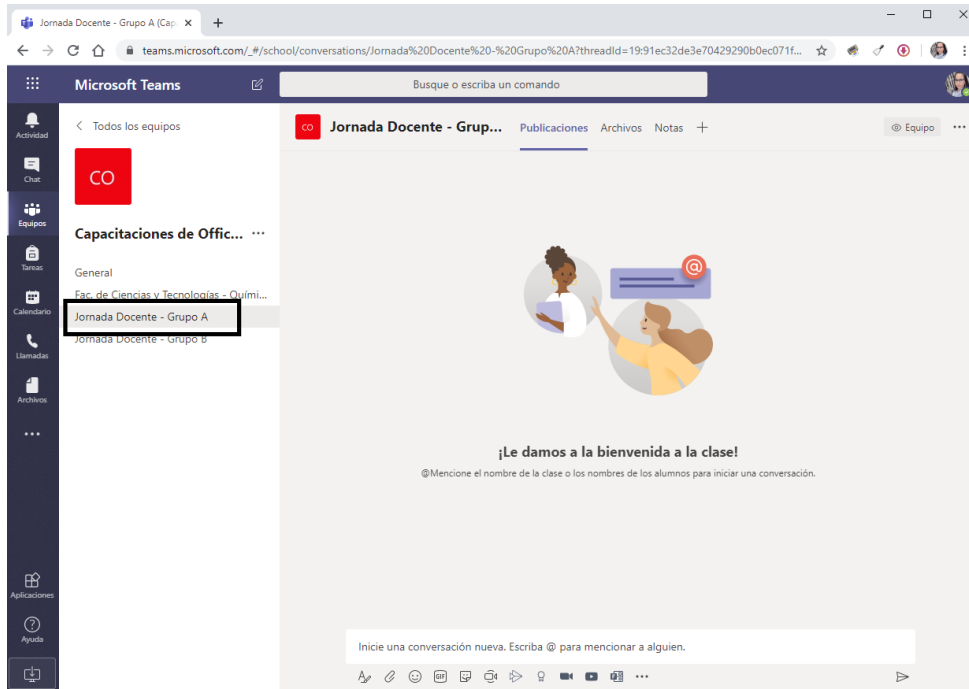 Jornada Docente - Grupo A (Cap
teams.microsoft.com/_#/school/conversations/Jornada%20Docente%20-%20Grupo%20A?threadId=19:91ec32de3e70429290b0ec071f...
Microsoft Teams
Busque o escriba un comando
Actividad
Chat
Equipos
Tareas
Calendario
Llamadas
Archivos
Aplicaciones
Ayuda
Todos los equipos
CO
Capacitaciones de Offic...
General
Fac. de Ciencias y Tecnologías - Quími...
Jornada Docente - Grupo A
Jornada Docente - Grupo B
CO
Jornada Docente - Grup...
Publicaciones
Archivos
Notas
Equipo
@
¡Le damos a la bienvenida a la clase!
@Mencione el nombre de la clase o los nombres de los alumnos para iniciar una conversación.
Inicie una conversación nueva. Escriba @ para mencionar a alguien.
GIF